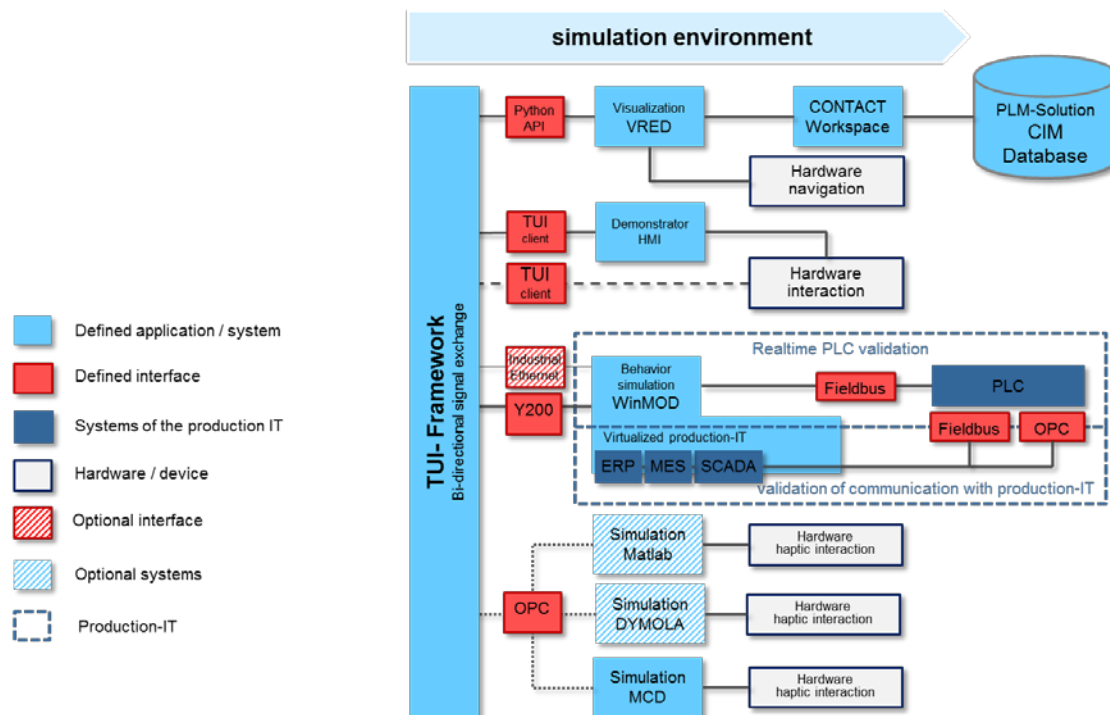 simulation environment
Python
API
Visualization
VRED
CONTACT
Workspace
PLM-Solution
CIM
Database
Hardware
navigation
TUI
client
Demonstrator
HMI
TUI
client
Hardware
interaction
TUI- Framework
Bi-directional signal exchange
Defined application / system
Defined interface
Systems of the production IT
Hardware / device
Optional interface
Optional systems
Production-IT
Industrial
Ethernet
Y200
Behavior
simulation
WinMOD
Realtime PLC validation
Fieldbus
PLC
Fieldbus
OPC
Virtualized production-IT
ERP
MES
SCADA
validation of communication with production-IT
OPC
Simulation
Matlab
Hardware
haptic interaction
Simulation
DYMOLA
Hardware
haptic interaction
Simulation
MCD
Hardware
haptic interaction